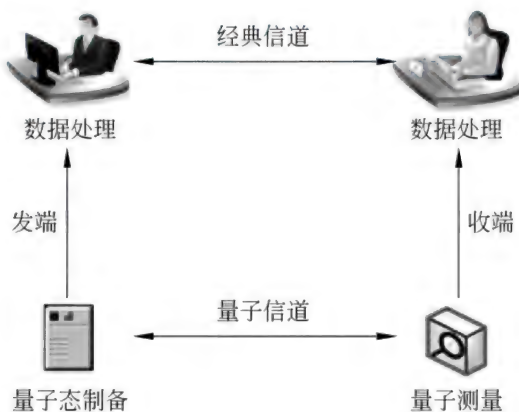 经典信道
数据处理
数据处理
发端
收端
量子信道
量子态制备
量子测量